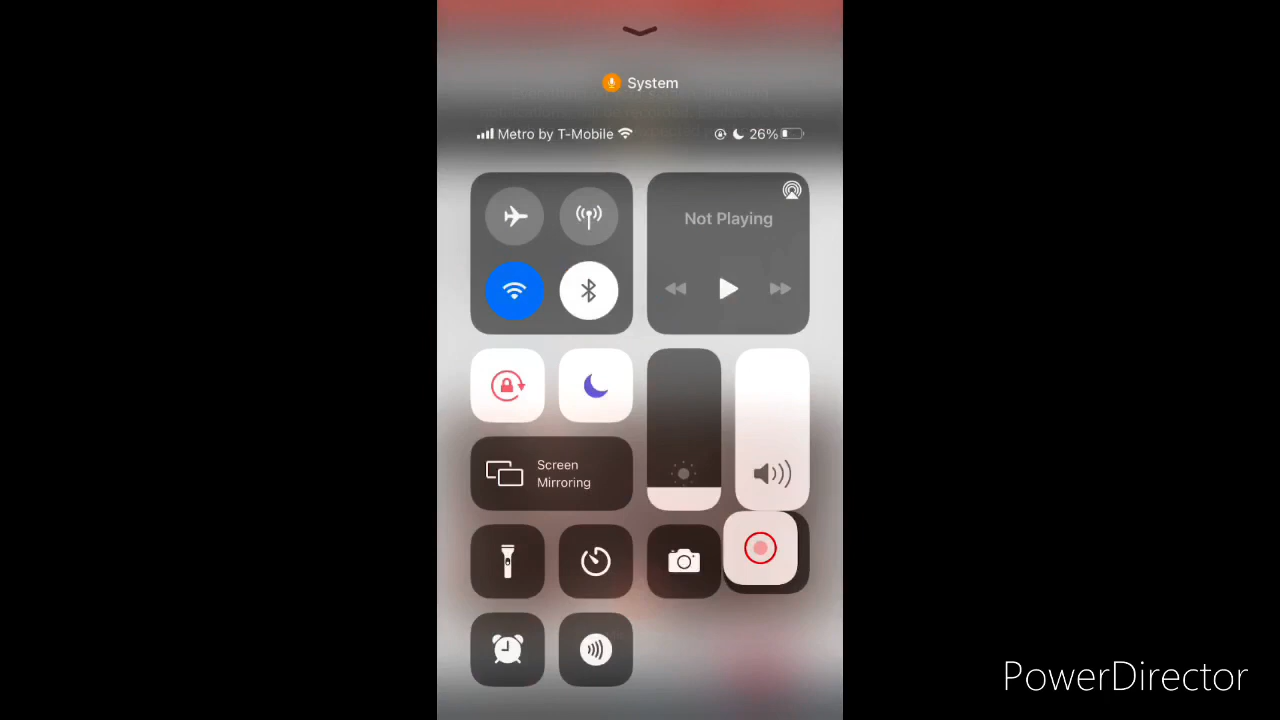 System
Metro by T-Mobile
26%
Not Playing
Screen
Mirroring
PowerDirector